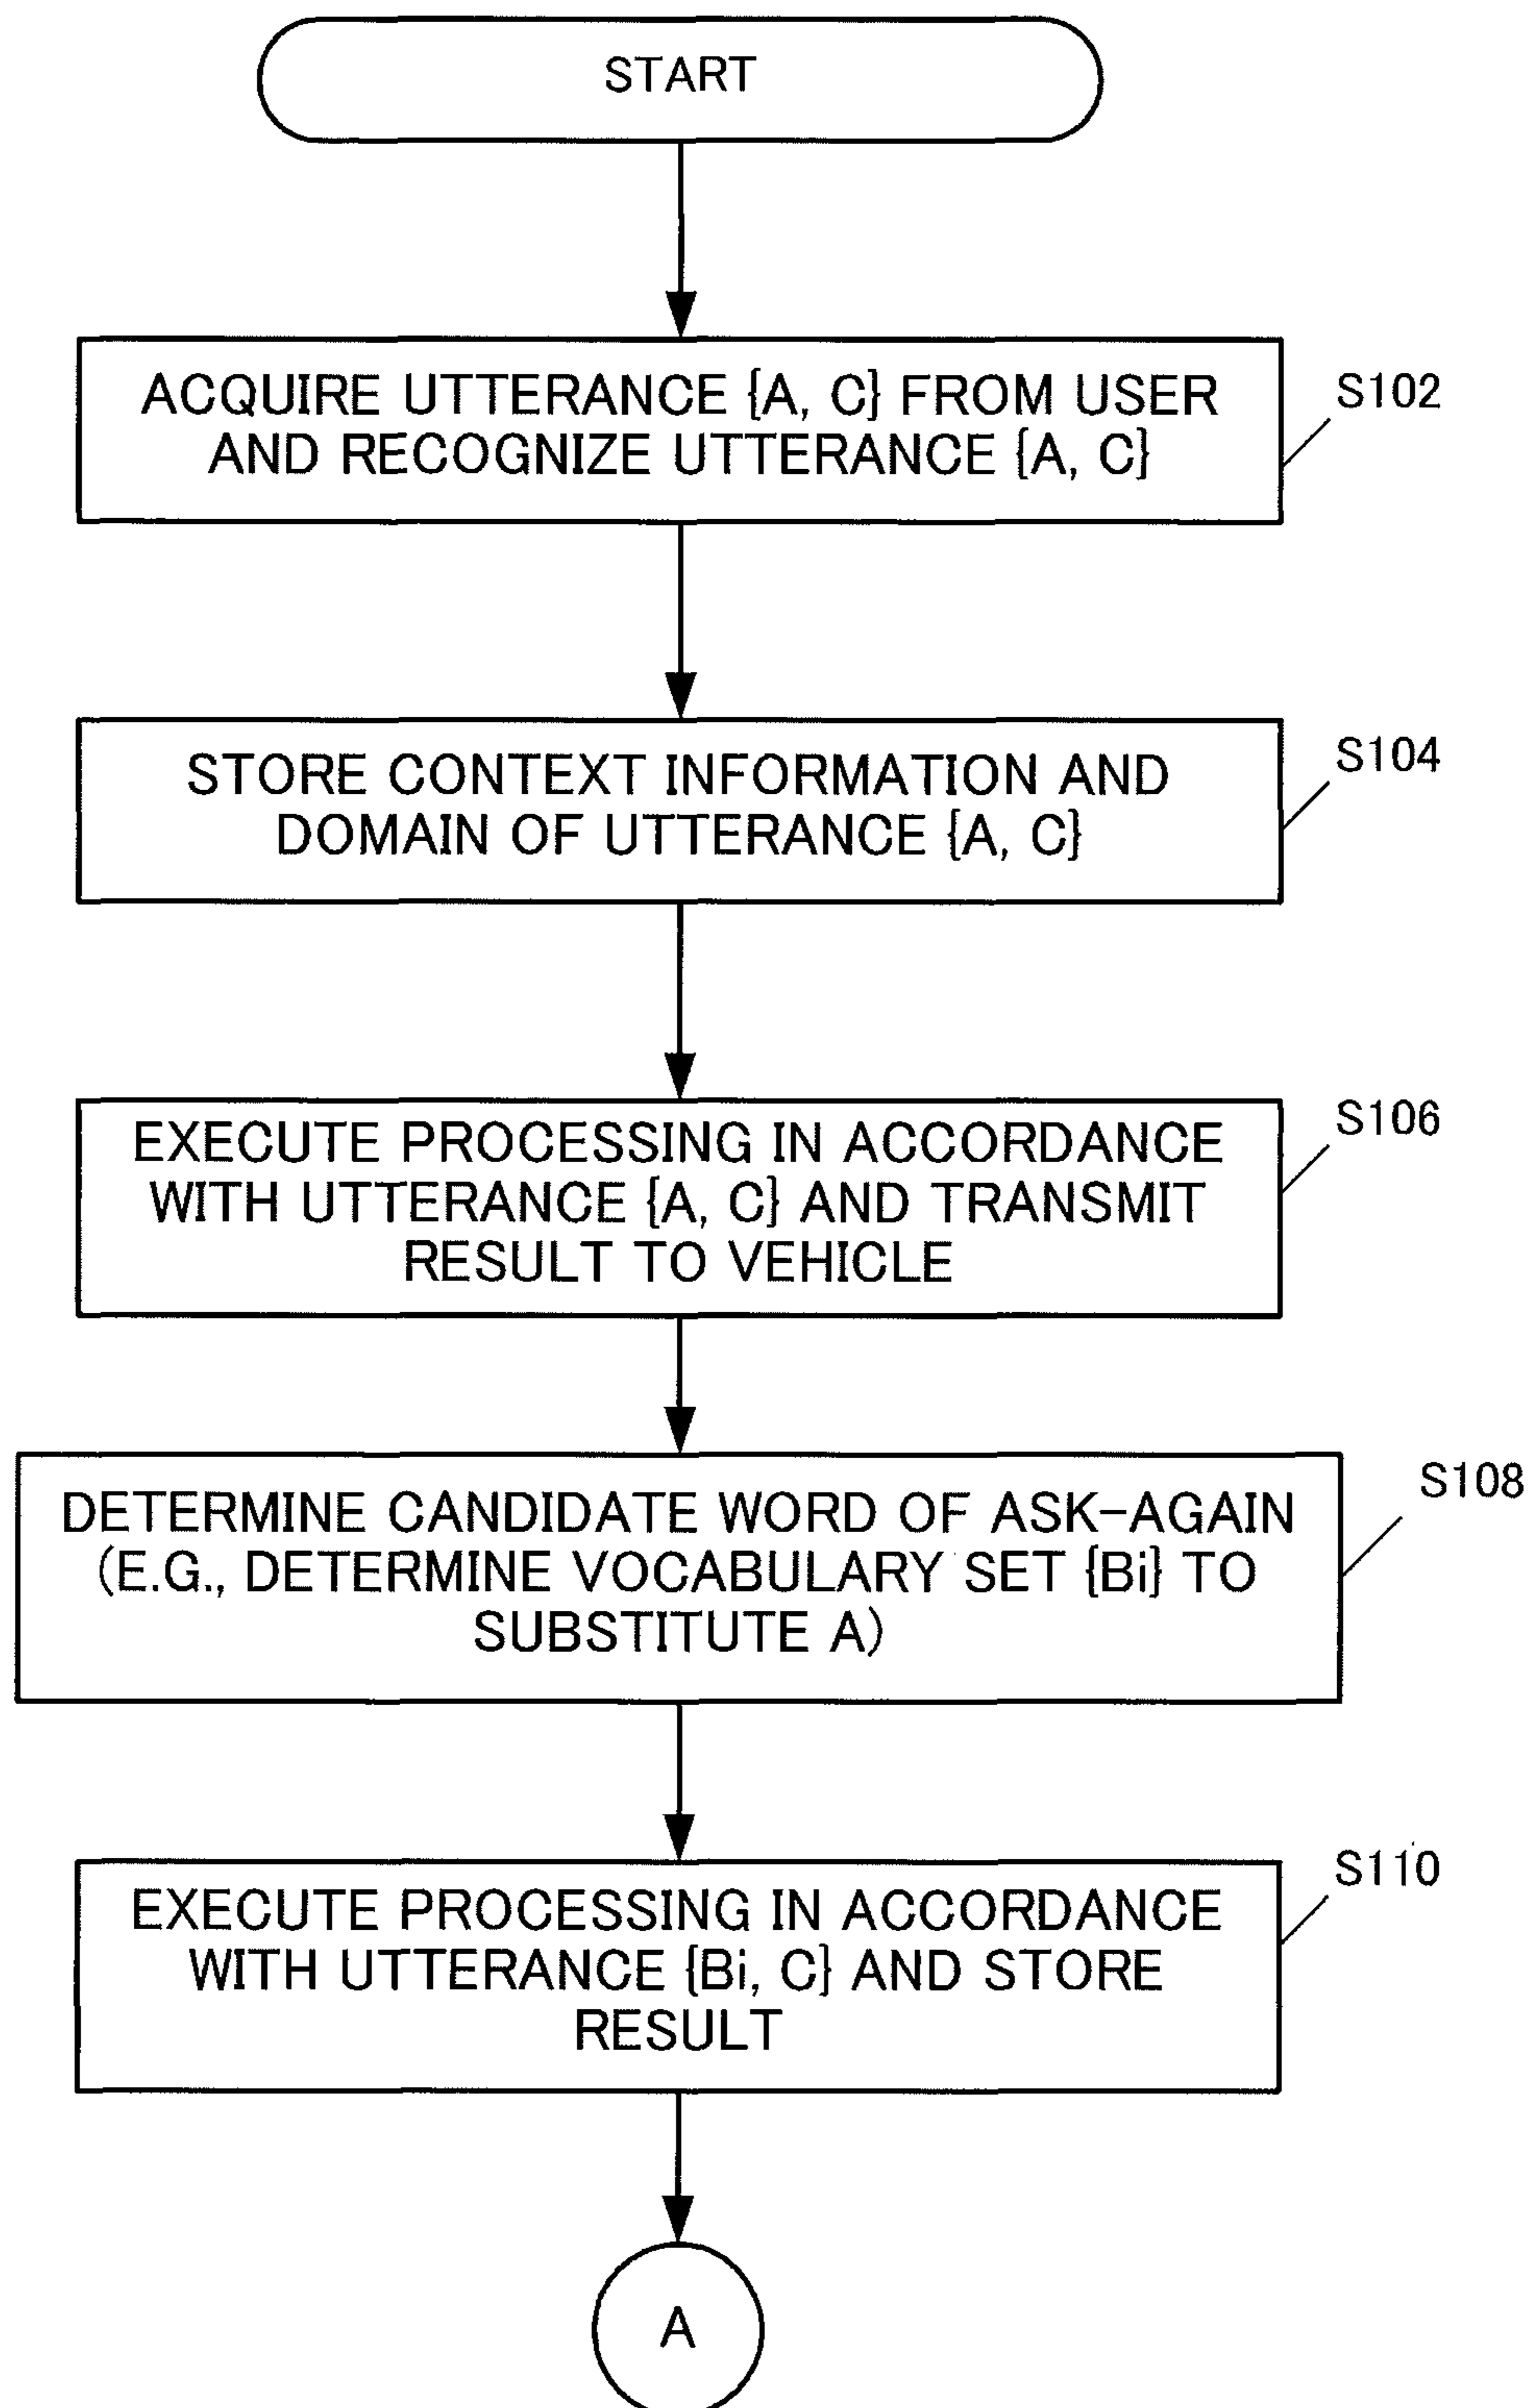 START
ACQUIRE UTTERANCE {A, C} FROM USER
AND RECOGNIZE UTTERANCE {A, C}
S102
STORE CONTEXT INFORMATION AND
DOMAIN OF UTTERANCE {A, C}
S104
EXECUTE PROCESSING IN ACCORDANCE
WITH UTTERANCE {A, C} AND TRANSMIT
RESULT TO VEHICLE
S106
DETERMINE CANDIDATE WORD OF ASK-AGAIN
(E.G., DETERMINE VOCABULARY SET {Bi} TO
SUBSTITUTE A)
S108
EXECUTE PROCESSING IN ACCORDANCE
WITH UTTERANCE {Bi, C} AND STORE
RESULT
S110
A